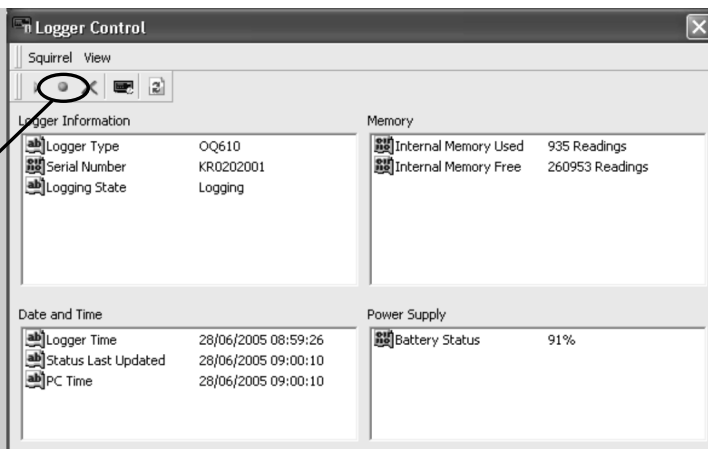 Logger Control
Squirrel View
Logger Information
Logger Type OQ610
Serial Number KR0202001
Logging State Logging
Memory
Internal Memory Used 935 Readings
Internal Memory Free 260953 Readings
Date and Time
Logger Time 28/06/2005 08:59:26
Status Last Updated 28/06/2005 09:00:10
PC Time 28/06/2005 09:00:10
Power Supply
Battery Status 91%